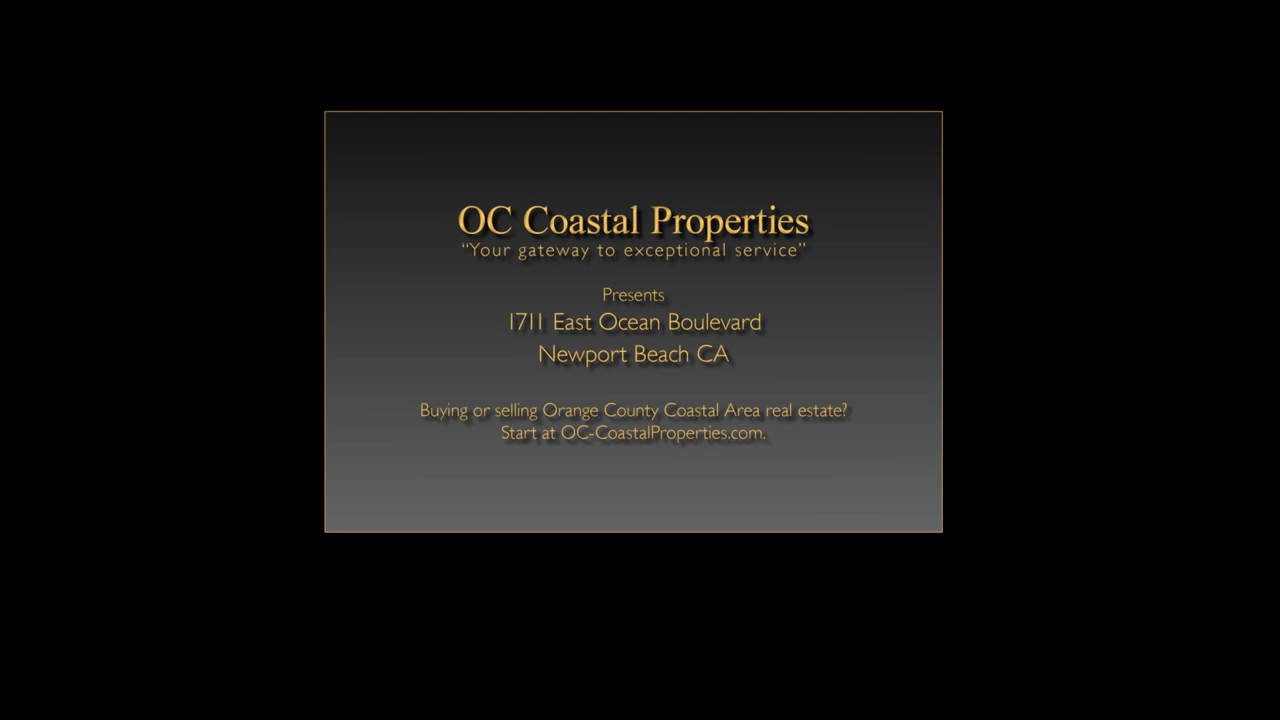 OC Coastal Properties
“Your gateway to exceptional service”
Presents
1711 East Ocean Boulevard
Newport Beach CA
Buying or selling Orange County Coastal Area real estate?
Start at OC-CoastalProperties.com.